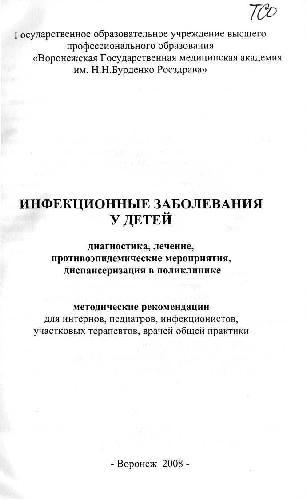 TSO
Государственное образовательное учреждение высшего
профессионального образования
«Воронежская Государственная медицинская академия
им. Н.Н.Бурденко Росздрава»
ИНФЕКЦИОННЫЕ ЗАБОЛЕВАНИЯ
У ДЕТЕЙ
диагностика, лечение,
противоэпидемические мероприятия,
диспансеризация в поликлинике
методические рекомендации
для интернов, педиатров, инфекционистов,
участковых терапевтов, врачей общей практики
- Воронеж 2008 -